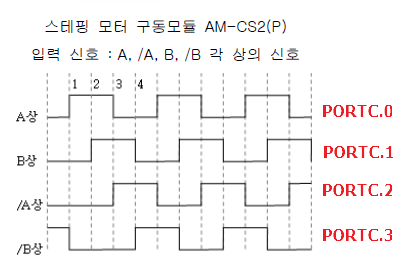 스테핑 모터 구동모듈 AM-CS2(P)
입력 신호 : A, /A, B, /B 각 상의 신호
1 2 3 4
A상 PORTC.0
B상 PORTC.1
/A상 PORTC.2
/B상 PORTC.3